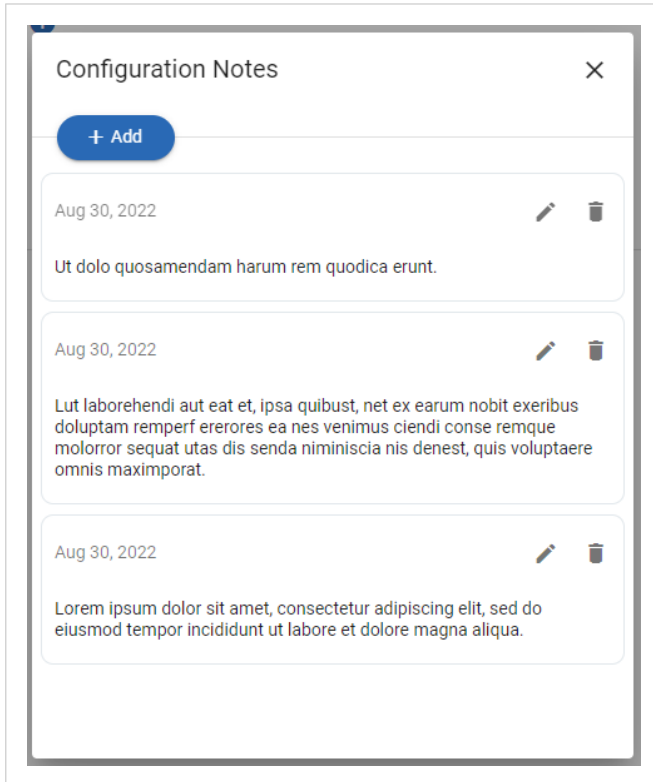 Configuration Notes
+ Add
Aug 30, 2022
Ut dolo quosamendam harum rem quodica erunt.
Aug 30, 2022
Lut laborehendi aut eat et, ipsa quibust, net ex earum nobit exeribus
doluptam remperf ererores ea nes venimus ciendi conse remque
molorror sequat utas dis senda niminiscia nis denest, quis voluptaere
omnis maximporat.
Aug 30, 2022
Lorem ipsum dolor sit amet, consectetur adipiscing elit, sed do
eiusmod tempor incididunt ut labore et dolore magna aliqua.